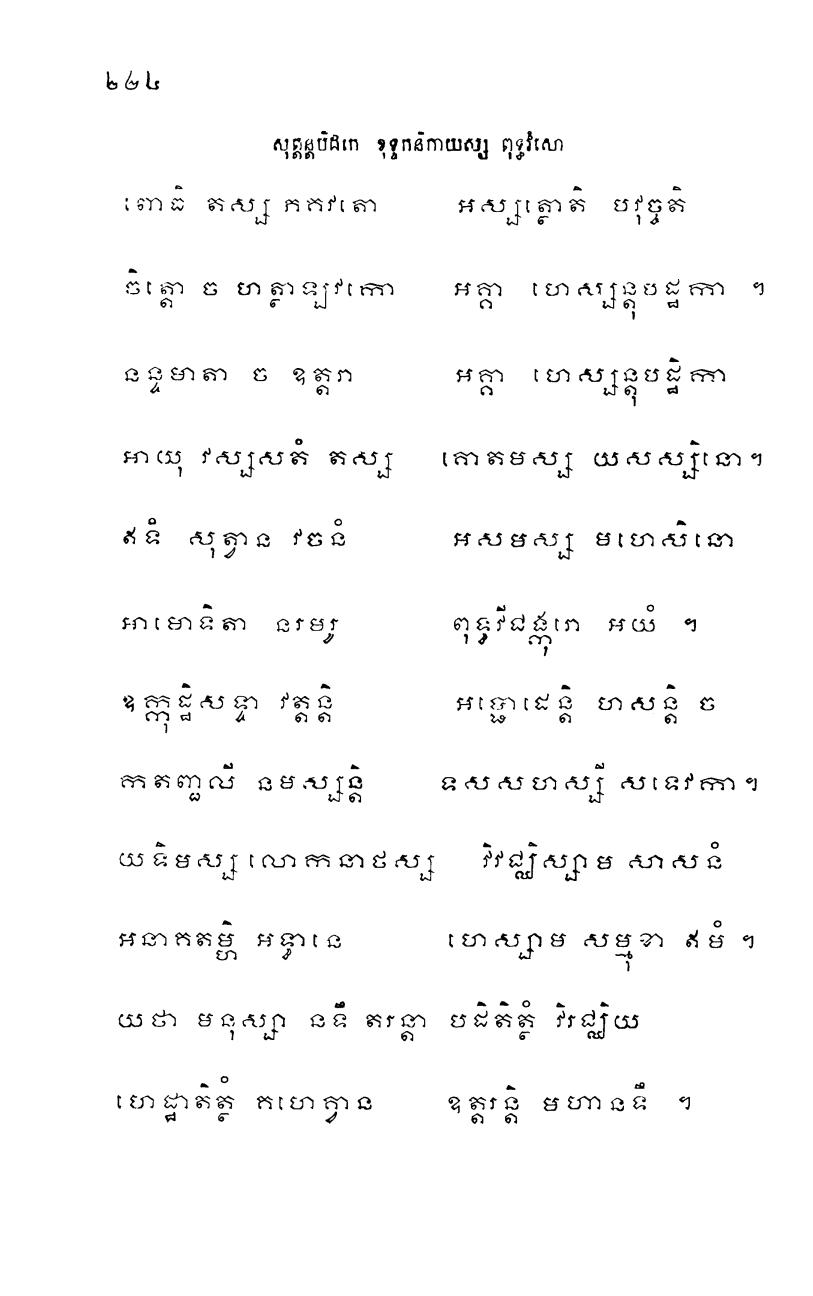 ២៦៤
សុត្តន្តបិដកេ ខុទ្ទកនិកាយស្ស ពុទ្ធវំសោ
ពោធិ តស្ស ភគវតោ អស្សត្ថោតិ បវុច្ចតិ
ចិត្តោ ច ហត្ថាឡវកោ អគ្គា ហេស្សន្តុបដ្ឋកា ។
នន្ទមាតា ច ឧត្តរា អគ្គា ហេស្សន្តុបដ្ឋិកា
អាយុ វស្សសតំ តស្ស គោតមស្ស យសស្សិនោ។
ឥទំ សុត្វាន វចនំ អសមស្ស មហេសិនោ
អាមោទិតា នរមរូ ពុទ្ធវីជង្កុរោ អយំ ។
ឧក្កុដ្ឋិសទ្ទា វត្តន្តិ អប្ផោដេន្តិ ហសន្តិ ច
កតញ្ជលី នមស្សន្តិ ទសសហស្សី សទេវកា។
យទិមស្ស លោកនាថស្ស វិរជ្ឈិស្សាម សាសនំ
អនាគតម្ហិ អទ្ធានេ ហេស្សាម សម្មុខា ឥមំ ។
យថា មនុស្សា នទឹ តរន្តា បដិតិត្ថំ វិរជ្ឈិយ
ហេដ្ឋាតិត្ថំ គហេត្វាន ឧត្តរន្តិ មហានទឹ ។